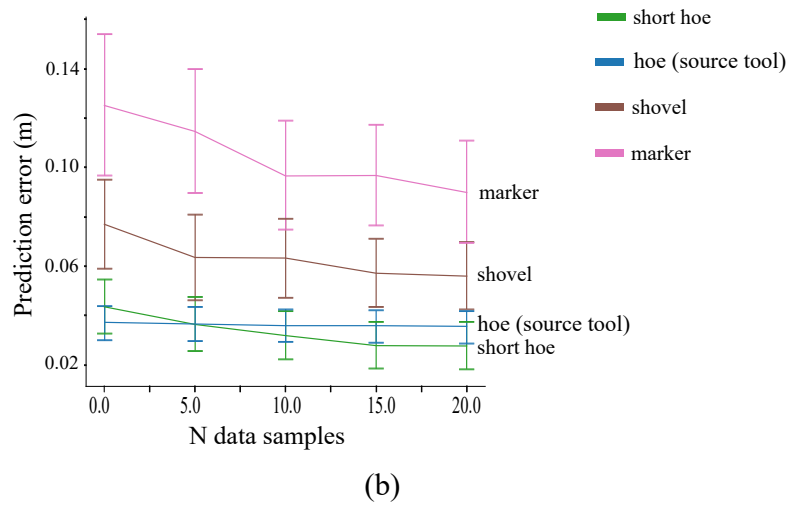 short hoe
hoe (source tool)
shovel
marker
Prediction error (m)
0.14
0.10
0.06
0.02
marker
shovel
hoe (source tool)
short hoe
0.0 5.0 10.0 15.0 20.0
N data samples
(b)